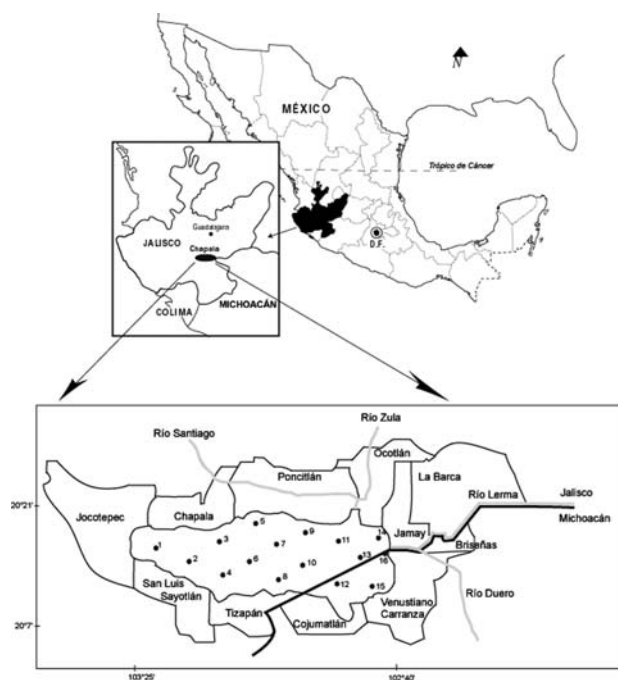 N
MÉXICO
Trópico de Cáncer
Guadalajara
JALISCO
Chapala
D.F.
MICHOACÁN
COLIMA
Río Zula
Río Santiago
Ocotlán
Poncitlán
La Barca
Río Lerma
Jalisco
20°21
Michoacán
Jocotepec
Chapala
Jamay
Briseñas
1
2
3
4
5
6
7
8
9
10
11
12
13
14
15
16
San Luis
Sayotlán
Tizapán
Cojumatlán
Venustiano
Carranza
Río Duero
20°7
103°25'
102°40'